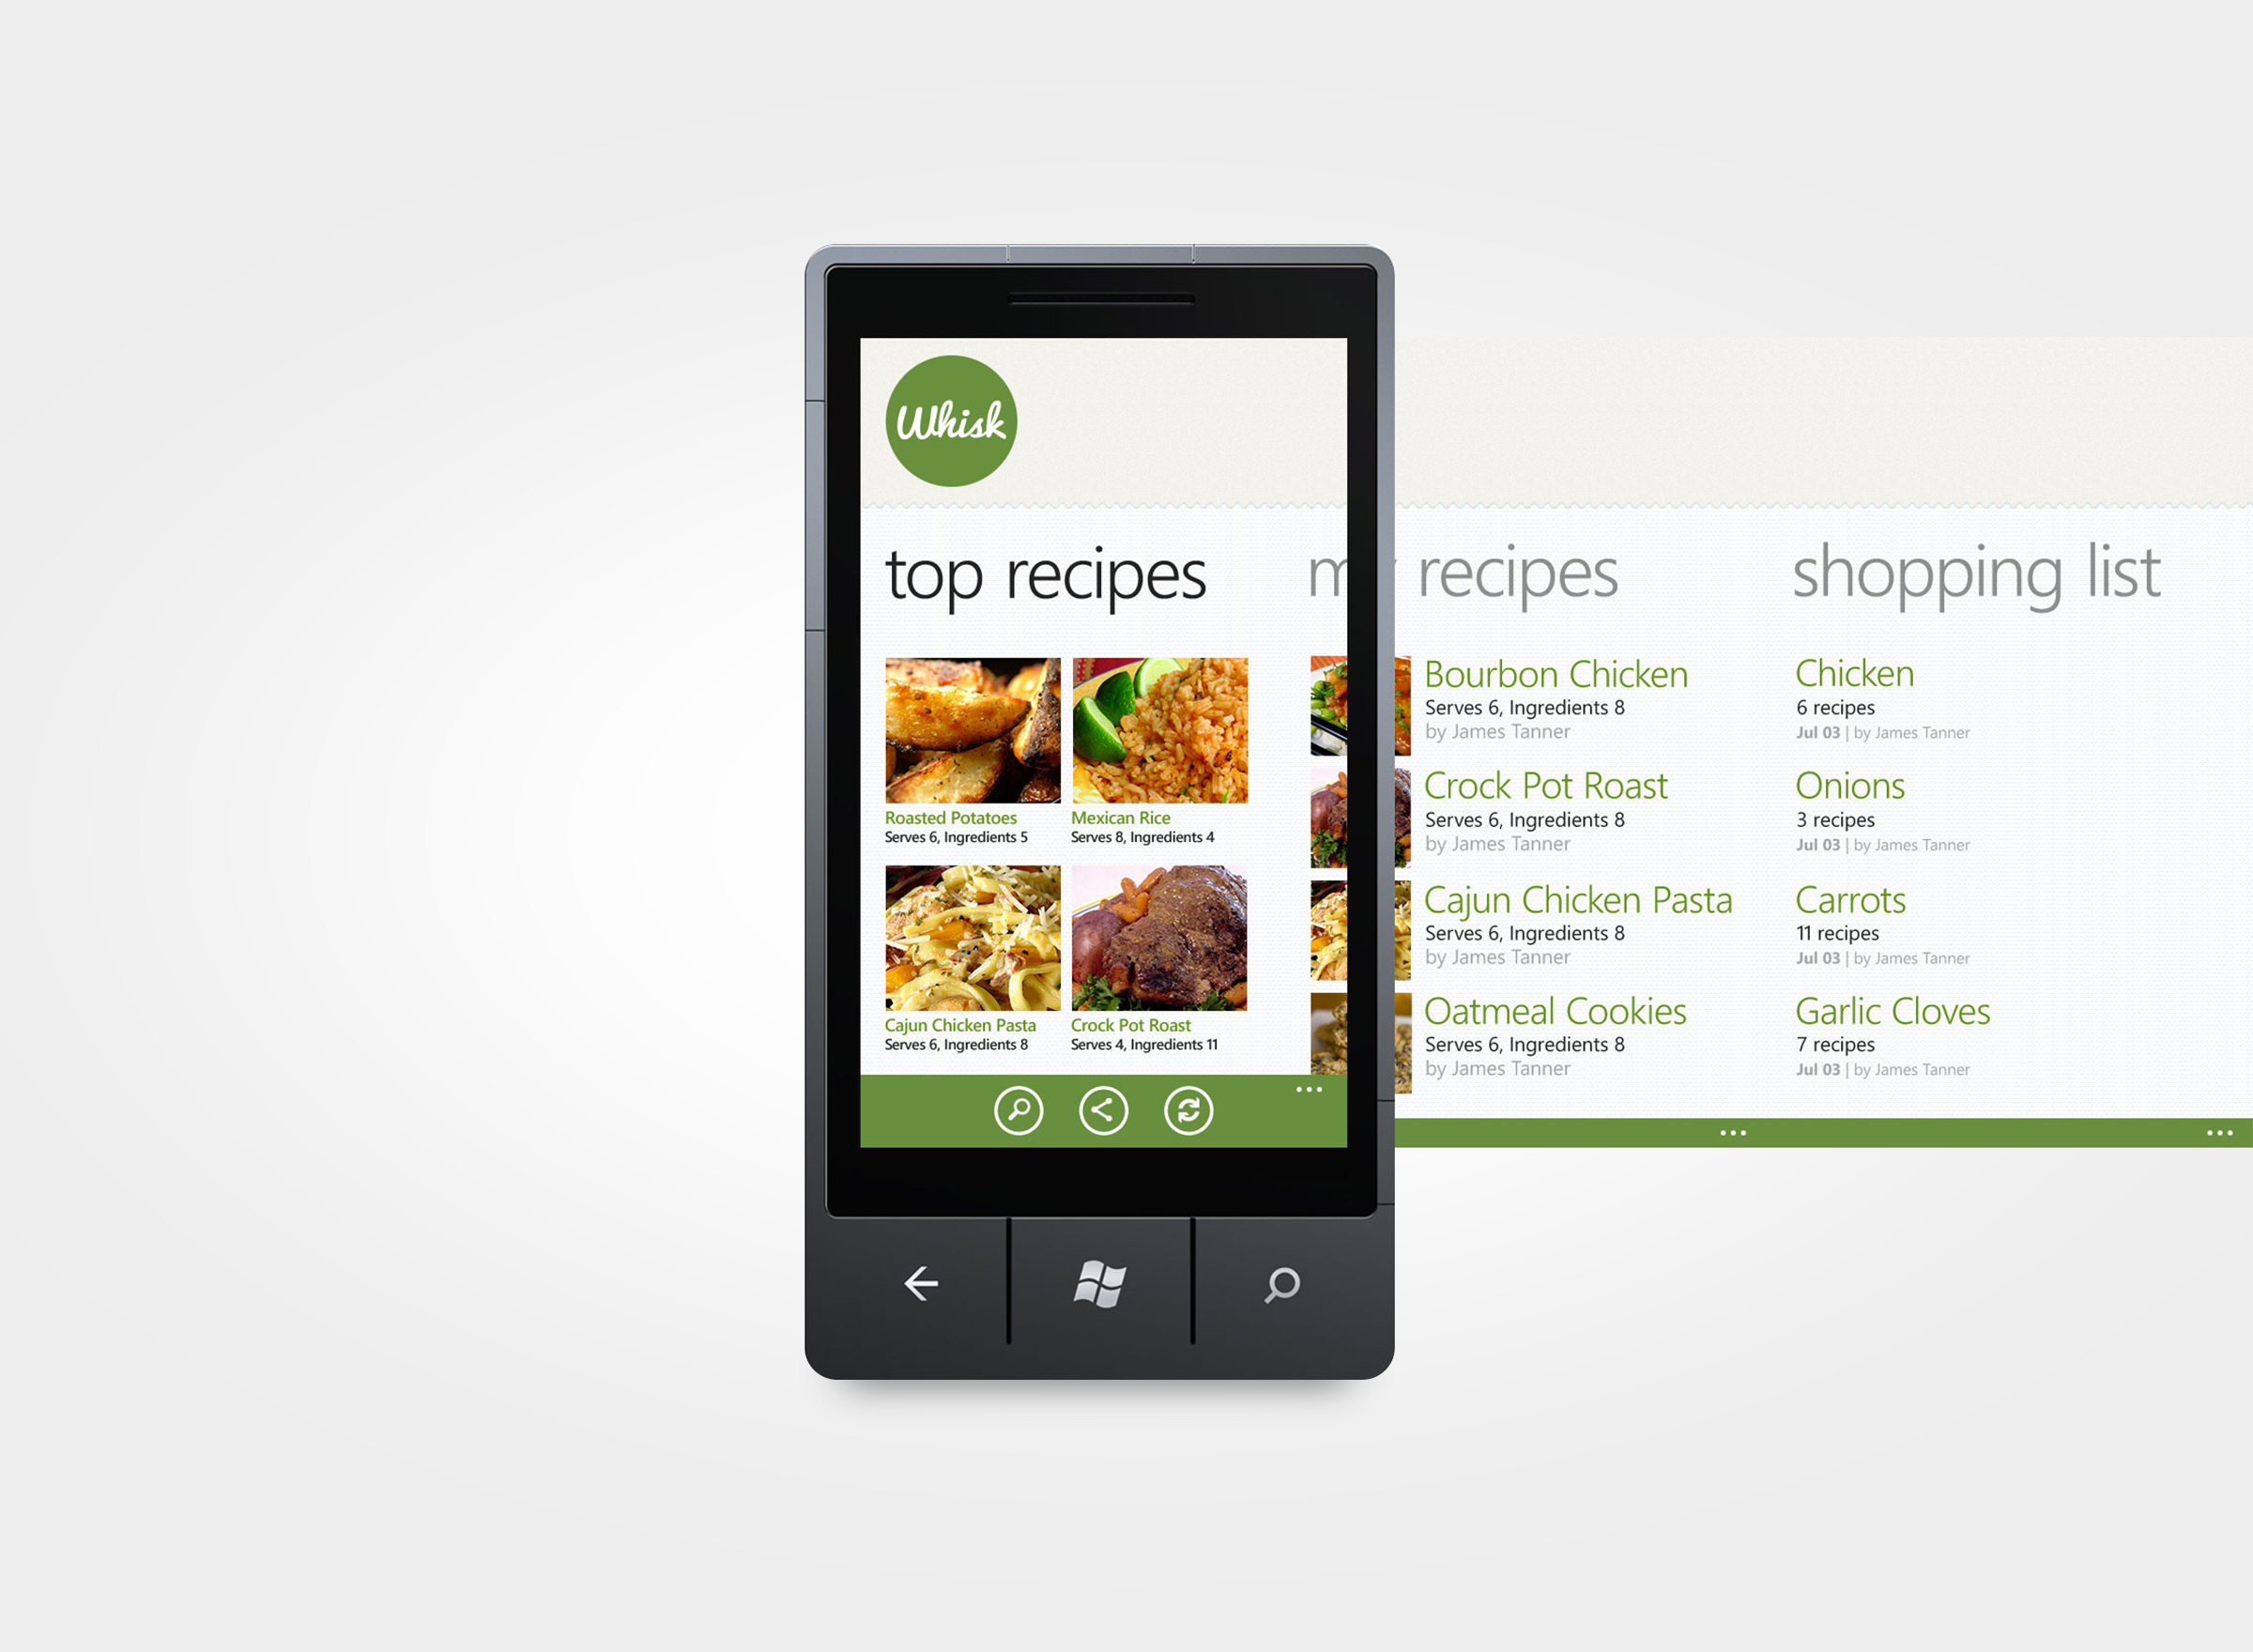 Whisk
top recipes
Roasted Potatoes
Serves 6, Ingredients 5
Mexican Rice
Serves 8, Ingredients 4
Cajun Chicken Pasta
Serves 6, Ingredients 8
Crock Pot Roast
Serves 4, Ingredients 11
my recipes
Bourbon Chicken
Serves 6, Ingredients 8
by James Tanner
Crock Pot Roast
Serves 6, Ingredients 8
by James Tanner
Cajun Chicken Pasta
Serves 6, Ingredients 8
by James Tanner
Oatmeal Cookies
Serves 6, Ingredients 8
by James Tanner
shopping list
Chicken
6 recipes
Jul 03 | by James Tanner
Onions
3 recipes
Jul 03 | by James Tanner
Carrots
11 recipes
Jul 03 | by James Tanner
Garlic Cloves
7 recipes
Jul 03 | by James Tanner